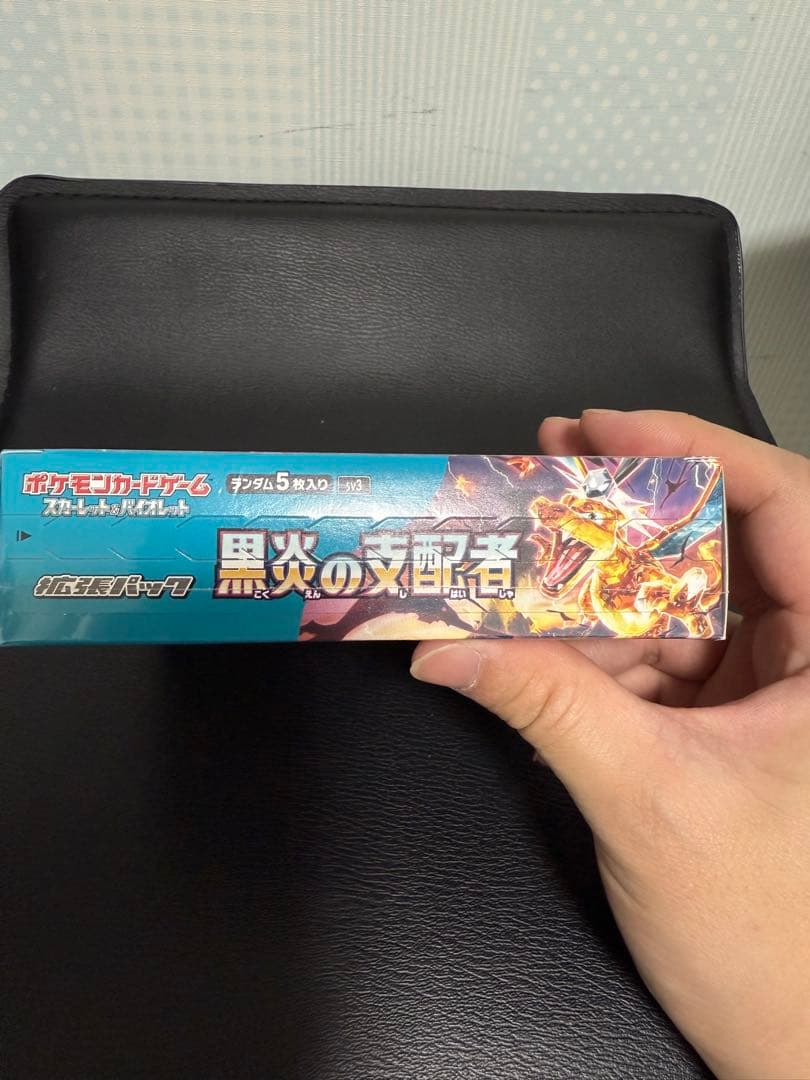 ポケモンカードゲーム
スカーレット&バイオレット
ランダム5枚入り
SV3
拡張パック
黒炎の支配者
こくえんしはいしゃ